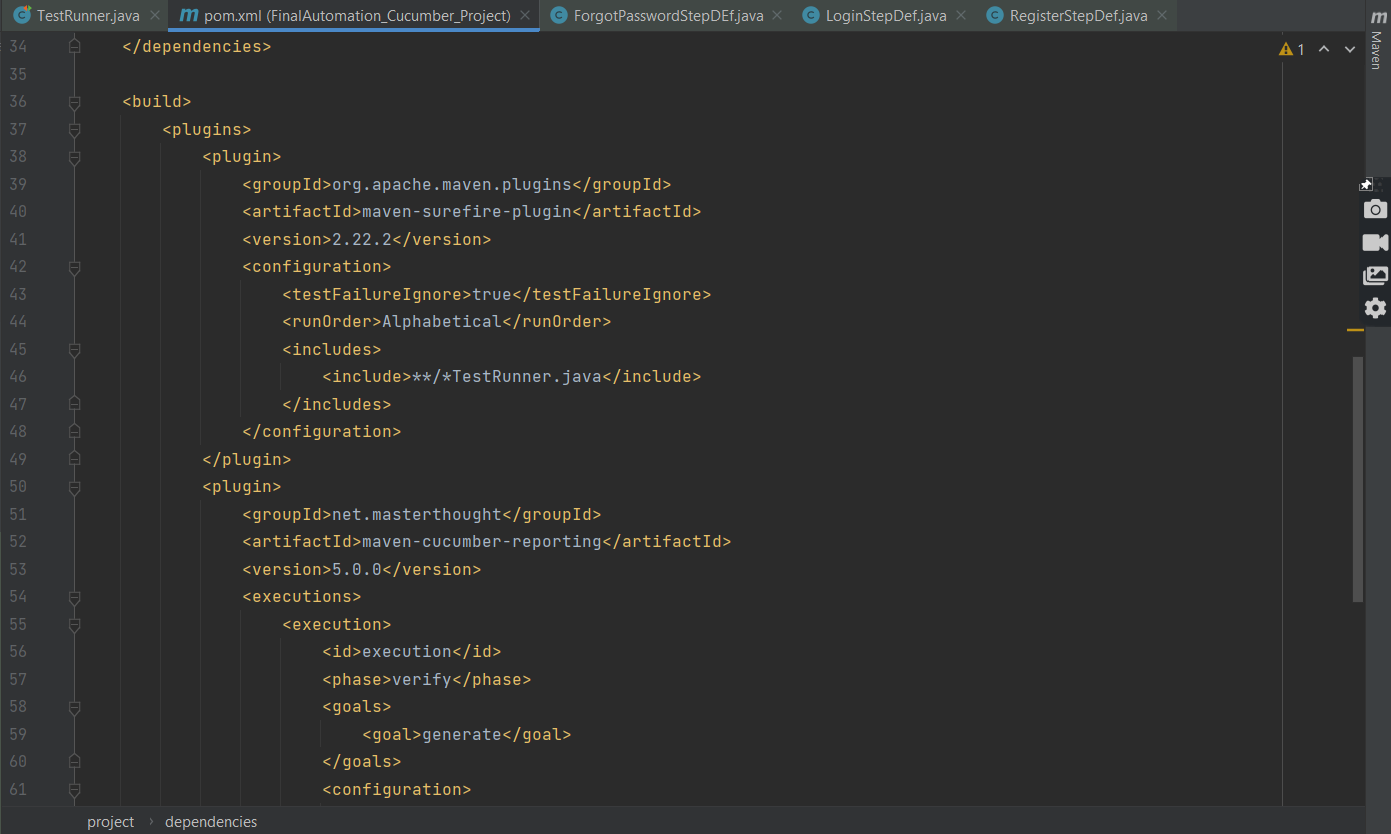 TestRunner.java
pom.xml (FinalAutomation_Cucumber_Project)
ForgotPasswordStepDEf.java
LoginStepDef.java
RegisterStepDef.java
m
Maven
1
34 </dependencies>
35
36 <build>
37 <plugins>
38 <plugin>
39 <groupId>org.apache.maven.plugins</groupId>
40 <artifactId>maven-surefire-plugin</artifactId>
41 <version>2.22.2</version>
42 <configuration>
43 <testFailureIgnore>true</testFailureIgnore>
44 <runOrder>Alphabetical</runOrder>
45 <includes>
46 <include>**/*TestRunner.java</include>
47 </includes>
48 </configuration>
49 </plugin>
50 <plugin>
51 <groupId>net.masterthought</groupId>
52 <artifactId>maven-cucumber-reporting</artifactId>
53 <version>5.0.0</version>
54 <executions>
55 <execution>
56 <id>execution</id>
57 <phase>verify</phase>
58 <goals>
59 <goal>generate</goal>
60 </goals>
61 <configuration>
project › dependencies